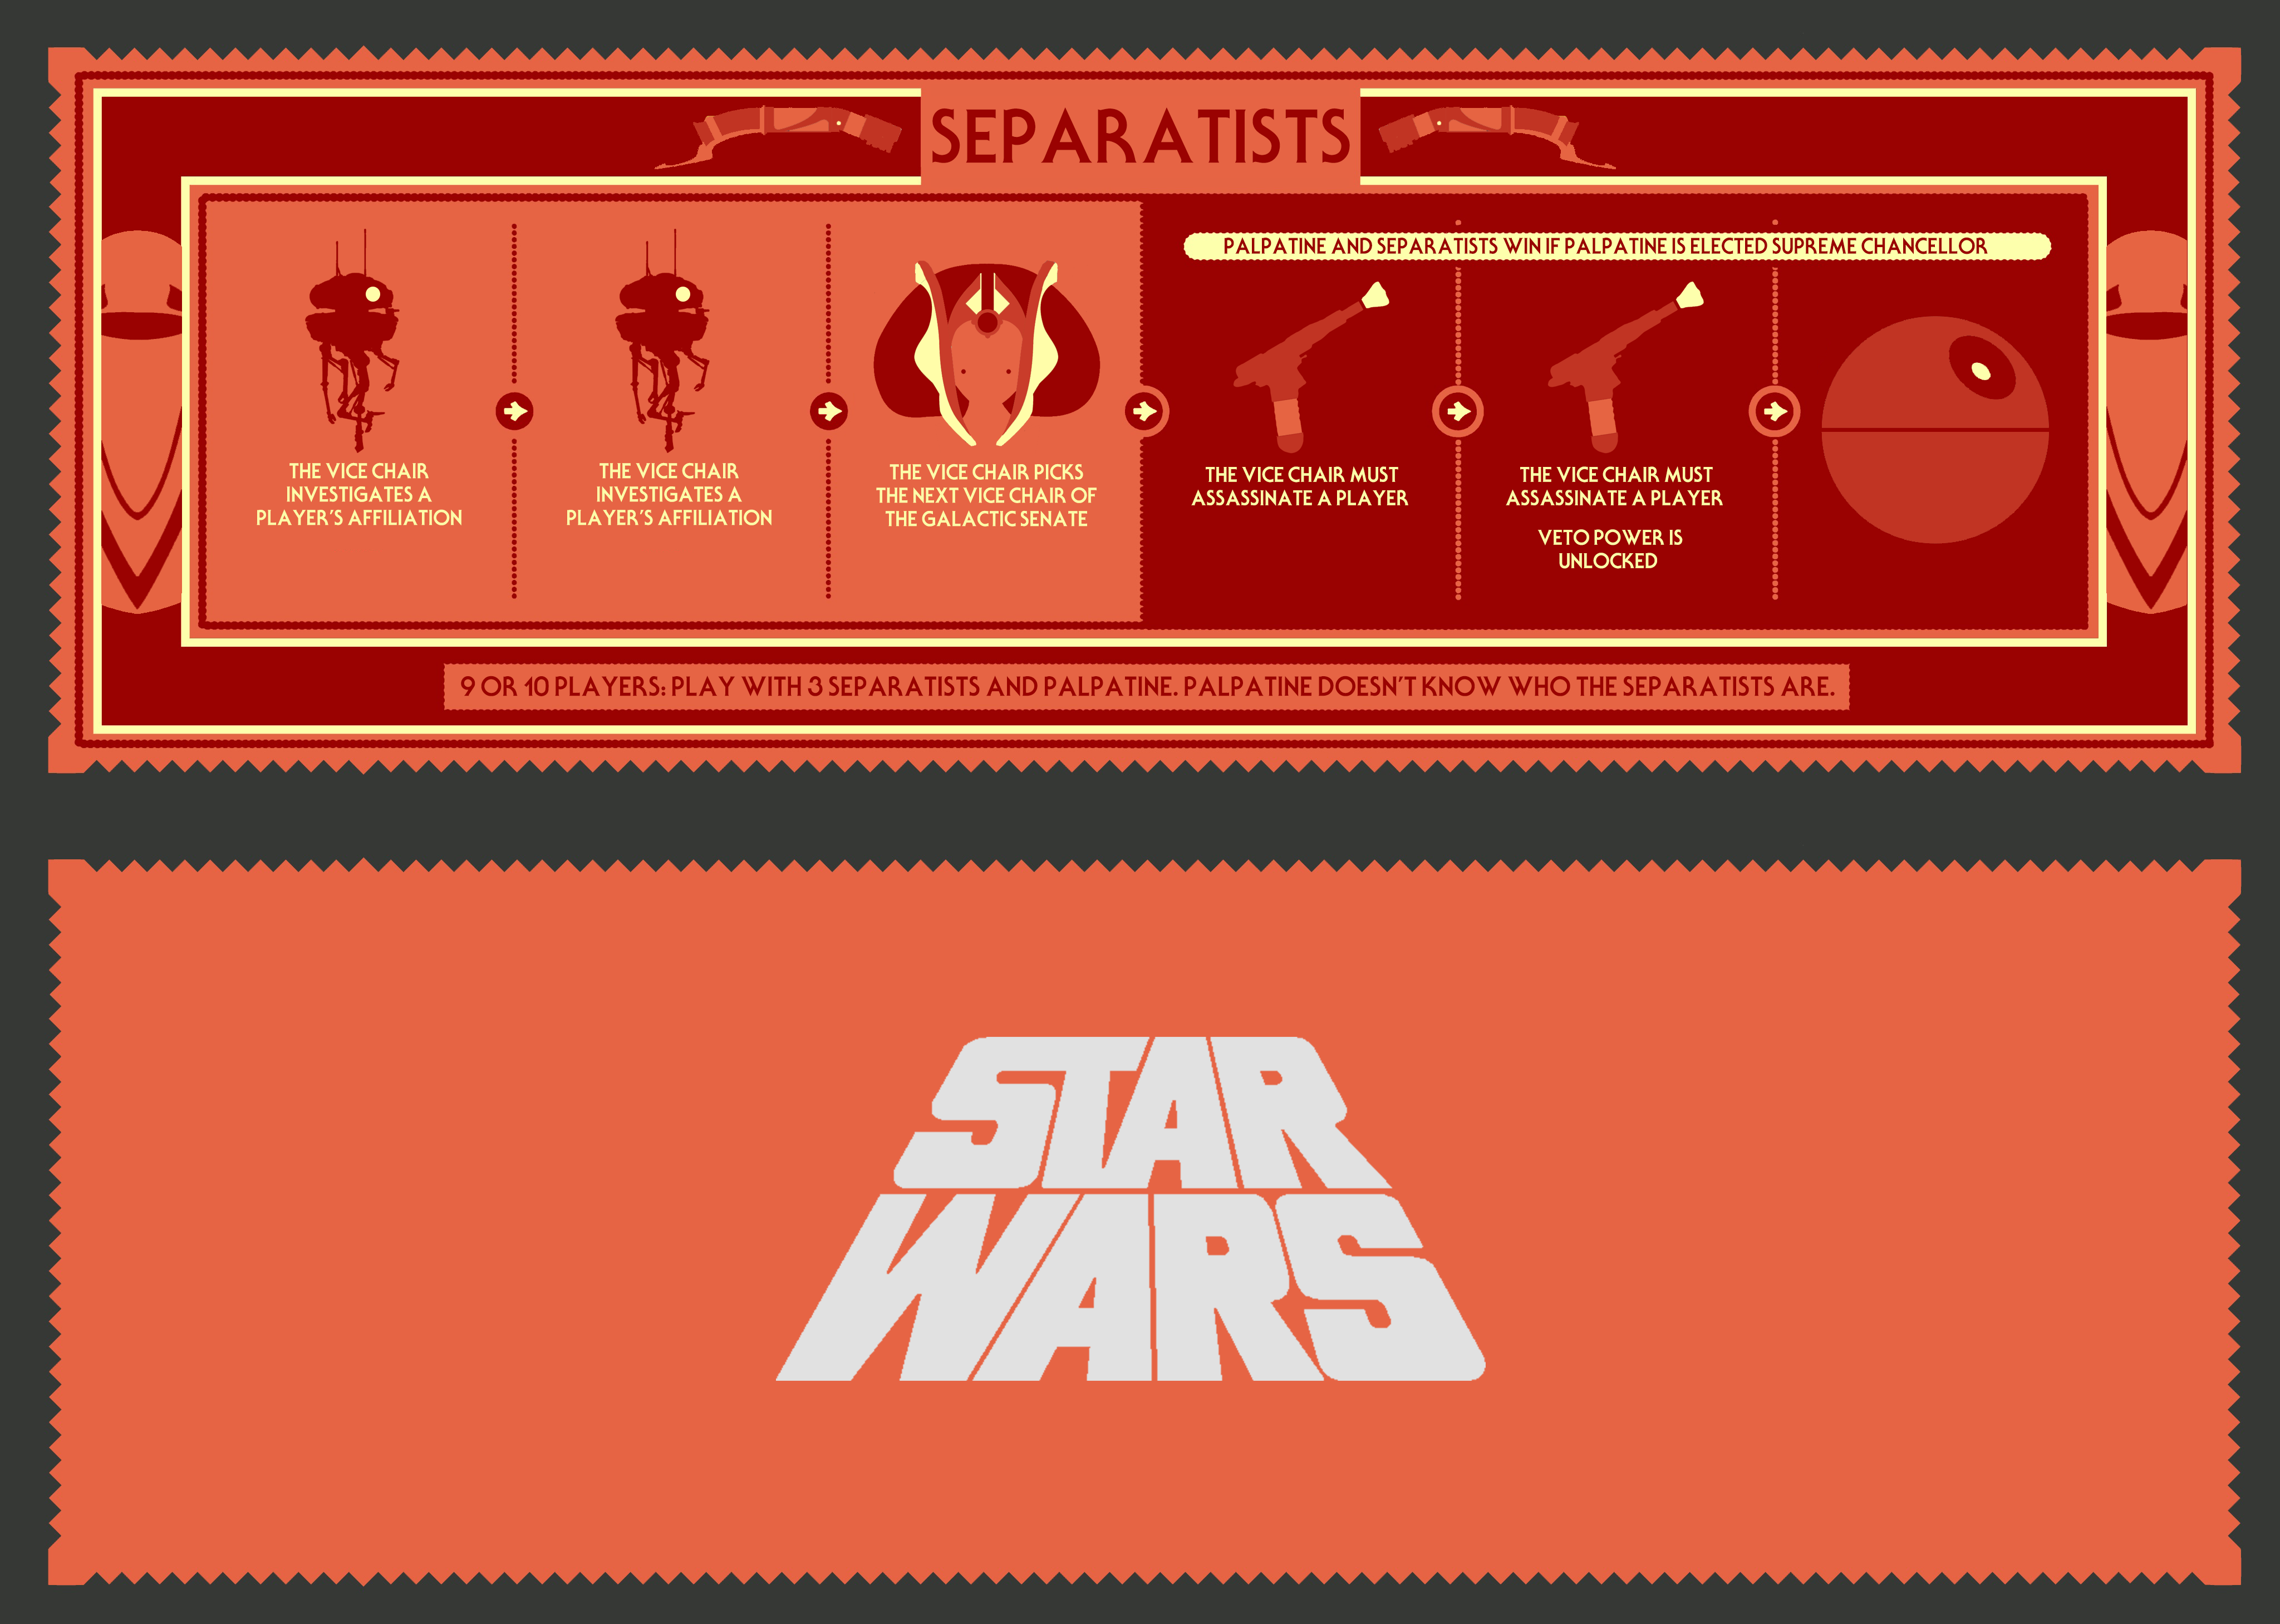 SEPARATISTS
PALPATINE AND SEPARATISTS WIN IF PALPATINE IS ELECTED SUPREME CHANCELLOR
THE VICE CHAIR
INVESTIGATES A
PLAYER'S AFFILIATION
THE VICE CHAIR
INVESTIGATES A
PLAYER'S AFFILIATION
THE VICE CHAIR PICKS
THE NEXT VICE CHAIR OF
THE GALACTIC SENATE
THE VICE CHAIR MUST
ASSASSINATE A PLAYER
THE VICE CHAIR MUST
ASSASSINATE A PLAYER
VETO POWER IS
UNLOCKED
9 OR 10 PLAYERS: PLAY WITH 3 SEPARATISTS AND PALPATINE. PALPATINE DOESN'T KNOW WHO THE SEPARATISTS ARE.
STAR
WARS